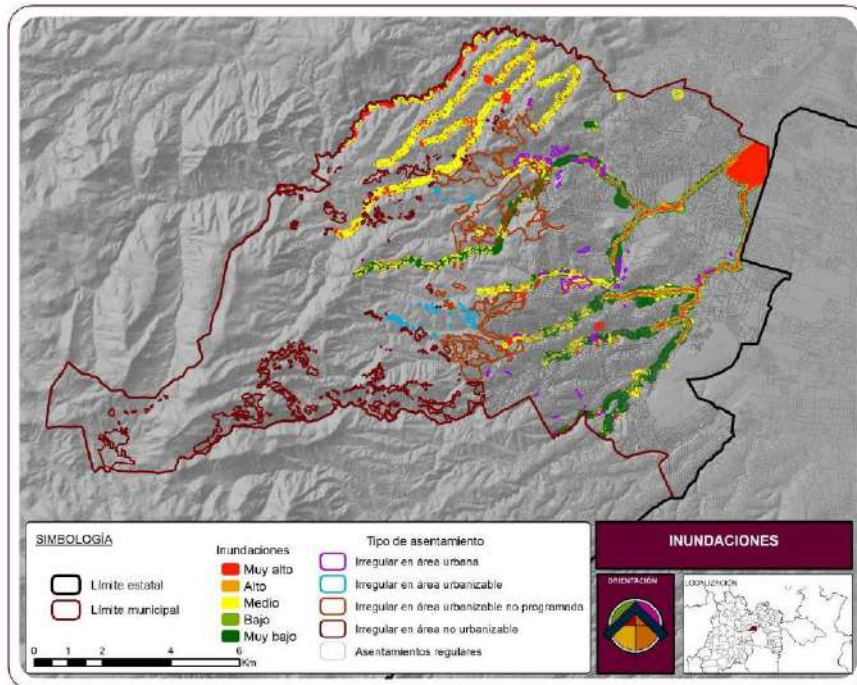 SIMBOLOGÍA
Límite estatal
Límite municipal
0 1 2 4 6
Km
Inundaciones
Muy alto
Alto
Medio
Bajo
Muy bajo
Tipo de asentamiento
Irregular en área urbana
Irregular en área urbanizable
Irregular en área urbanizable no programada
Irregular en área no urbanizable
Asentamientos regulares
INUNDACIONES
ORIENTACIÓN
LOCALIZACIÓN